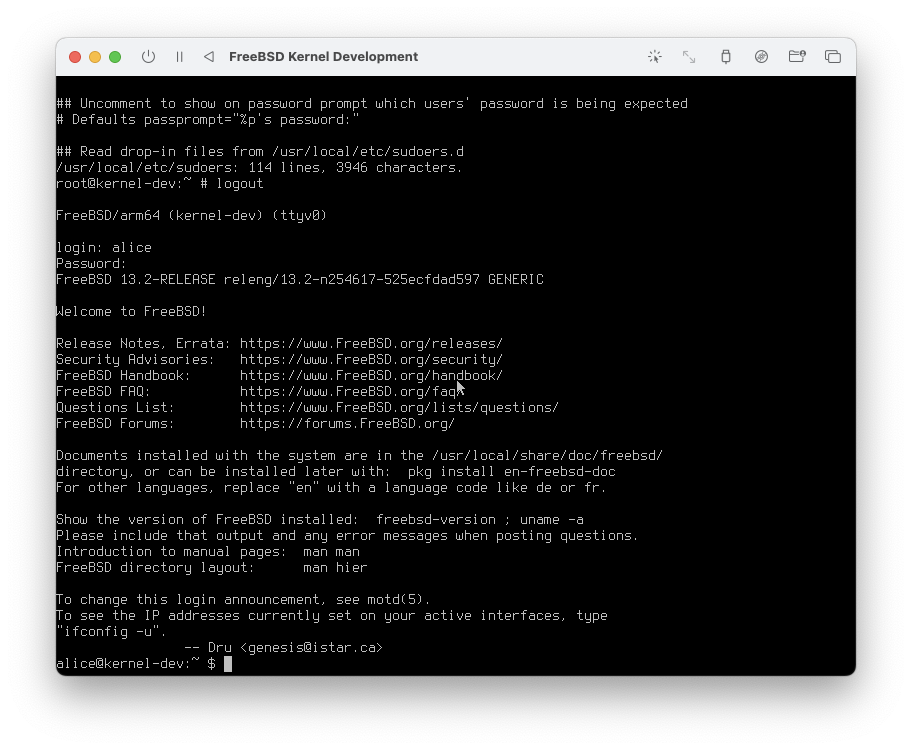 FreeBSD Kernel Development
## Uncomment to show on password prompt which users' password is being expected
# Defaults passprompt="%p's password:"
## Read drop-in files from /usr/local/etc/sudoers.d
/usr/local/etc/sudoers: 114 lines, 3946 characters.
root@kernel-dev:~ # logout
FreeBSD/arm64 (kernel-dev) (ttyv0)
login: alice
Password:
FreeBSD 13.2-RELEASE releng/13.2-n254617-525ecfdad597 GENERIC
Welcome to FreeBSD!
Release Notes, Errata: https://www.FreeBSD.org/releases/
Security Advisories:   https://www.FreeBSD.org/security/
FreeBSD Handbook:      https://www.FreeBSD.org/handbook/
FreeBSD FAQ:           https://www.FreeBSD.org/faq/
Questions List:        https://www.FreeBSD.org/lists/questions/
FreeBSD Forums:        https://forums.FreeBSD.org/
Documents installed with the system are in the /usr/local/share/doc/freebsd/
directory, or can be installed later with:  pkg install en-freebsd-doc
For other languages, replace "en" with a language code like de or fr.
Show the version of FreeBSD installed:  freebsd-version ; uname -a
Please include that output and any error messages when posting questions.
Introduction to manual pages:  man man
FreeBSD directory layout:      man hier
To change this login announcement, see motd(5).
To see the IP addresses currently set on your active interfaces, type
"ifconfig -u".
-- Dru <genesis@istar.ca>
alice@kernel-dev:~ $